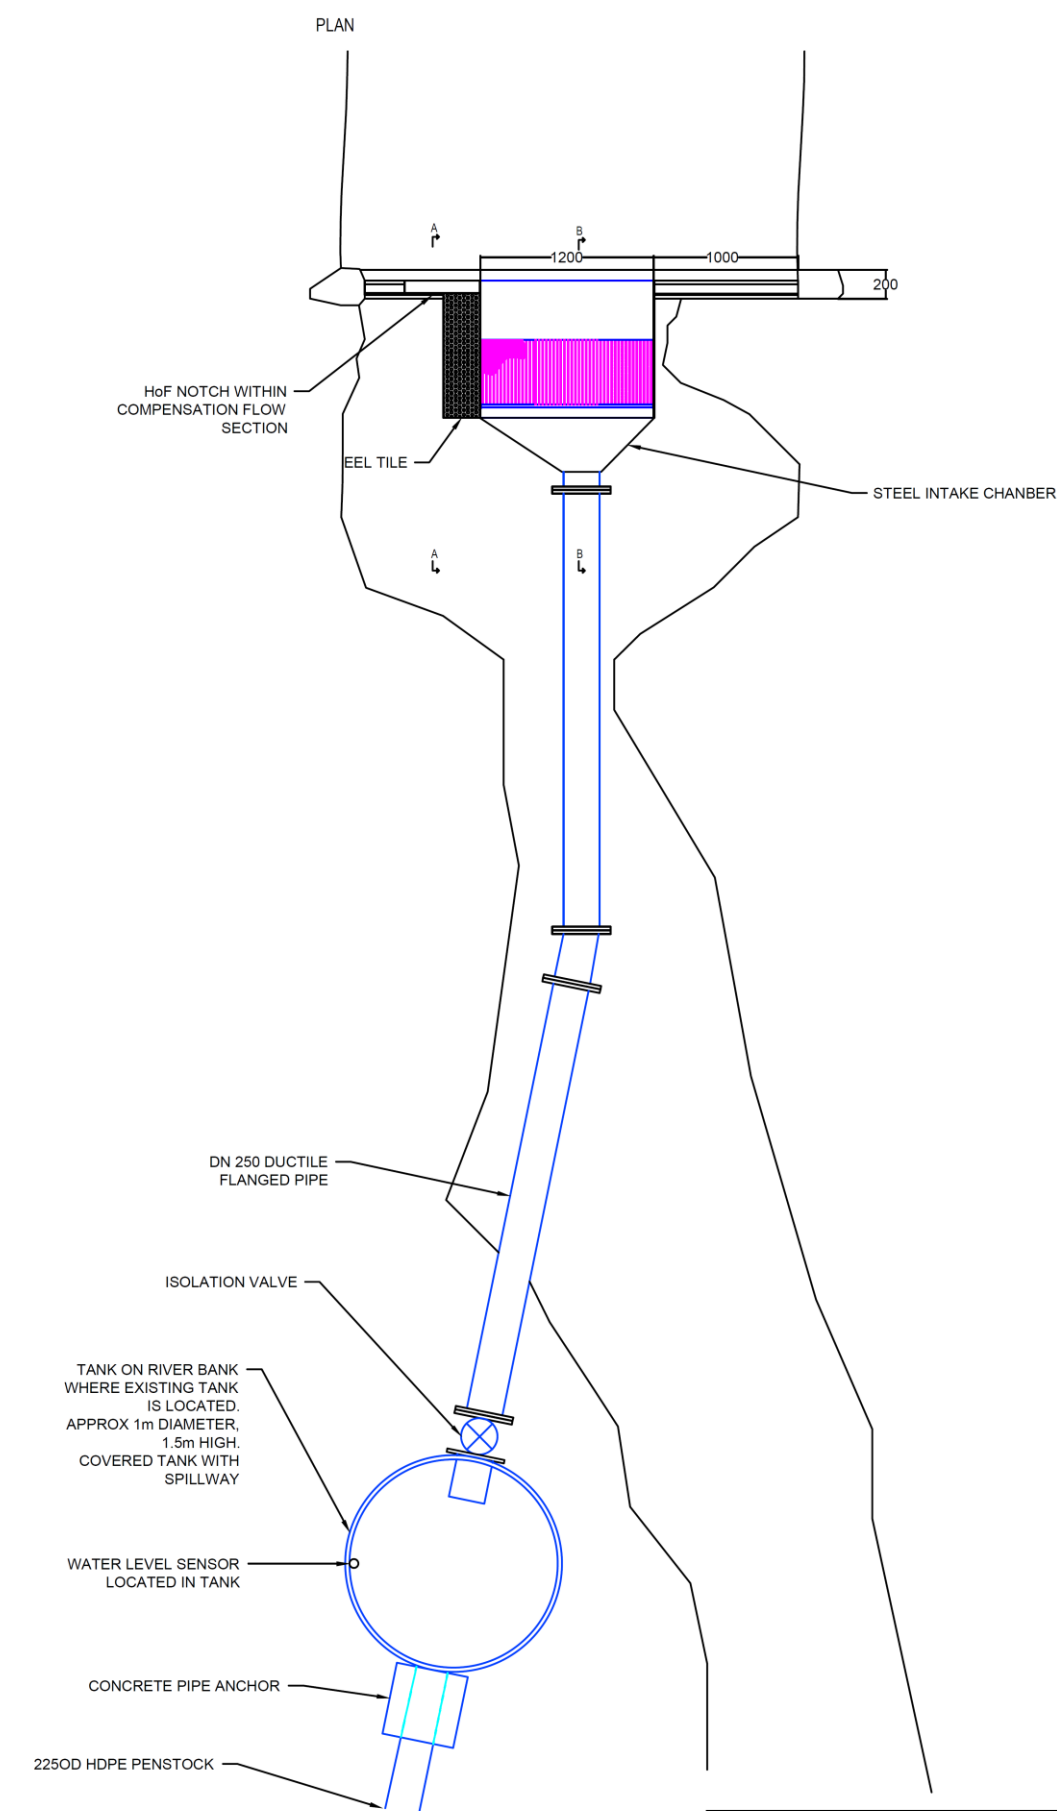 PLAN
A
B
1200
1000
200
HoF NOTCH WITHIN
COMPENSATION FLOW
SECTION
EEL TILE
STEEL INTAKE CHANBER
A
B
DN 250 DUCTILE
FLANGED PIPE
ISOLATION VALVE
TANK ON RIVER BANK
WHERE EXISTING TANK
IS LOCATED.
APPROX 1m DIAMETER,
1.5m HIGH.
COVERED TANK WITH
SPILLWAY
WATER LEVEL SENSOR
LOCATED IN TANK
CONCRETE PIPE ANCHOR
225OD HDPE PENSTOCK